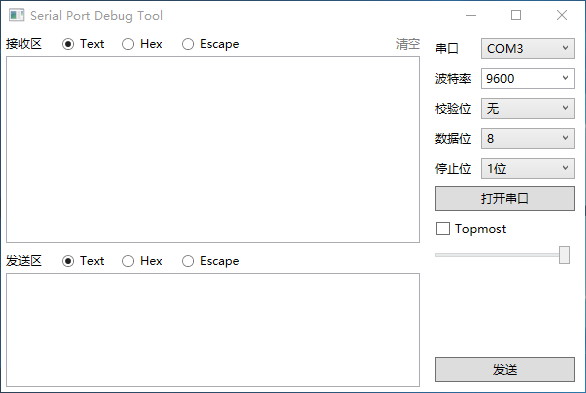 Serial Port Debug Tool
接收区 Text Hex Escape 清空
串口 COM3
波特率 9600
校验位 无
数据位 8
停止位 1位
打开串口
Topmost
发送区 Text Hex Escape
发送